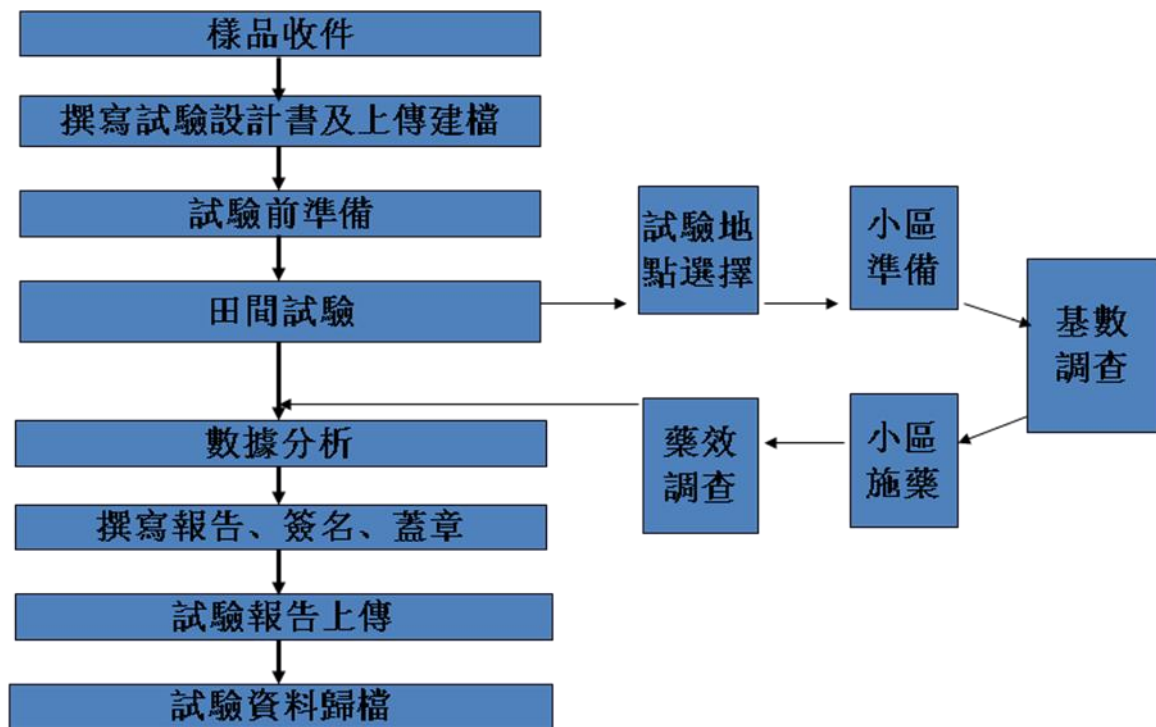 樣品收件
撰寫試驗設計書及上傳建檔
試驗前準備
田間試驗
試驗地
點選擇
小區
準備
基數
調查
小區
施藥
藥效
調查
數據分析
撰寫報告、簽名、蓋章
試驗報告上傳
試驗資料歸檔